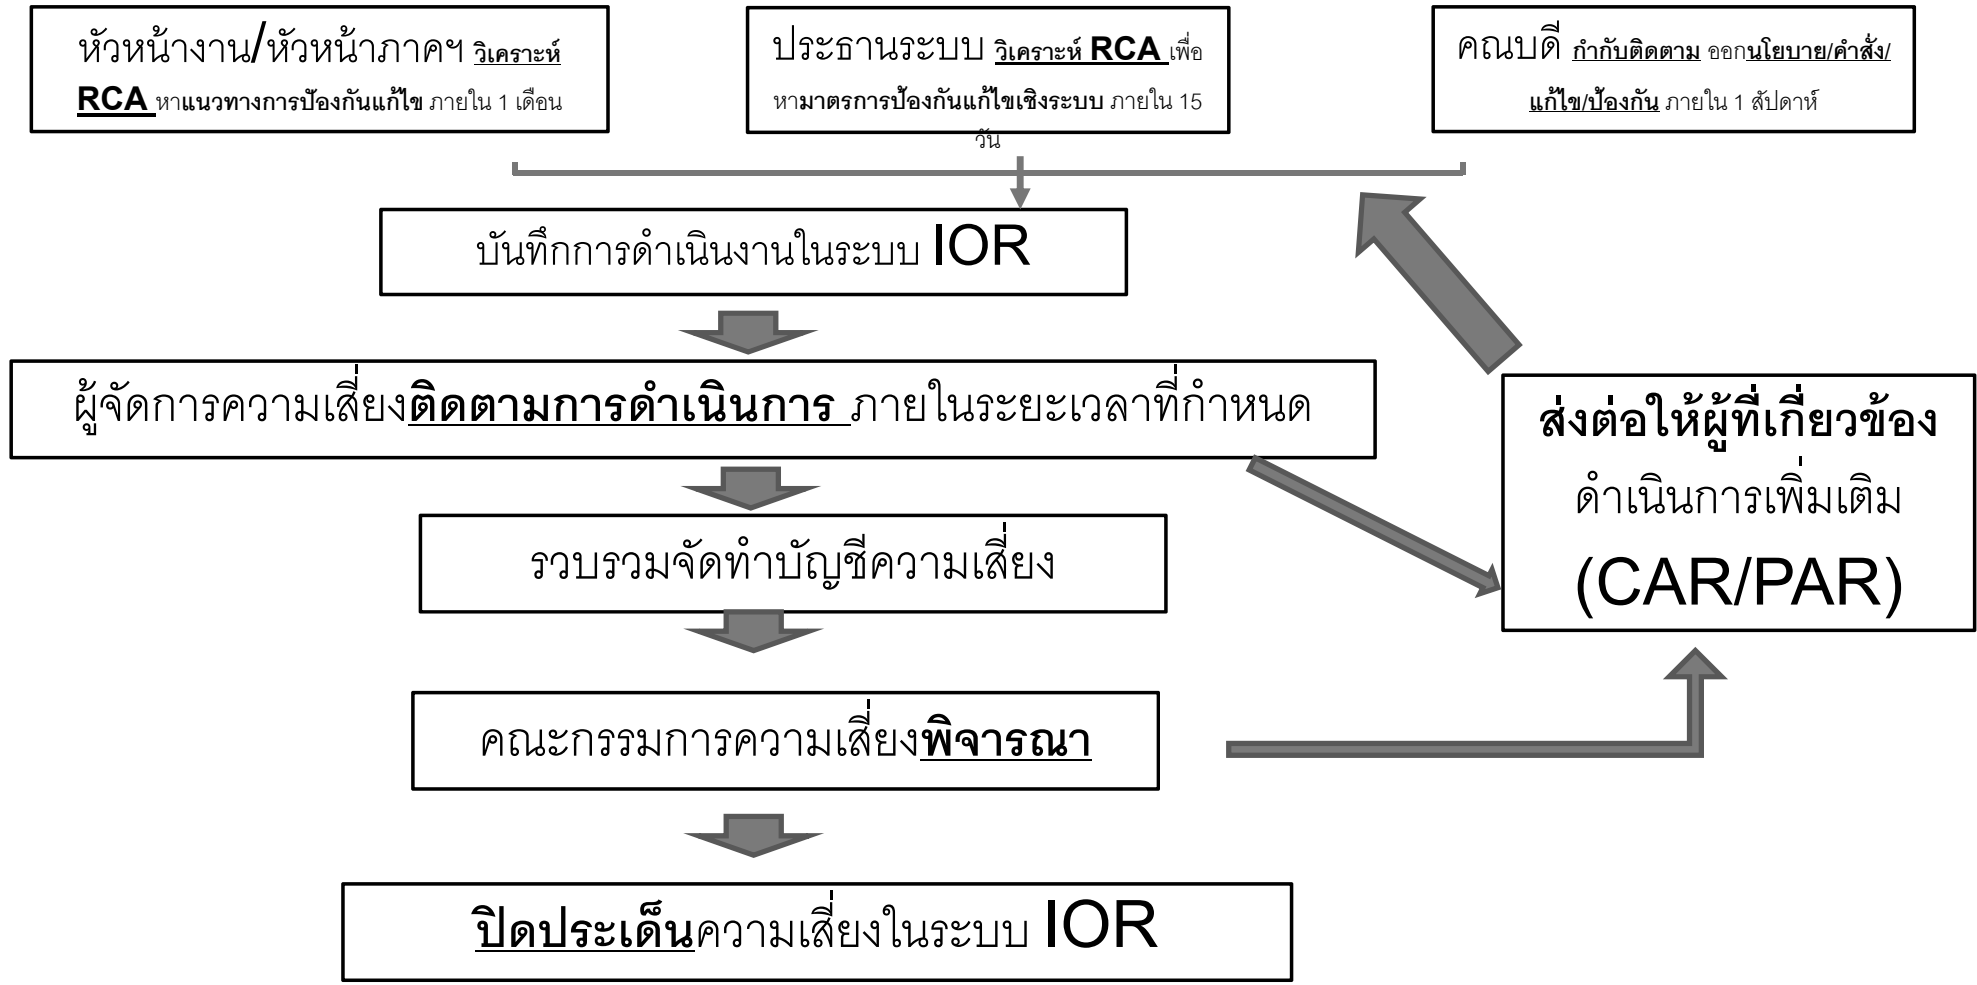 หัวหน้างาน/หัวหน้าภาคฯ วิเคราะห์
RCA หาแนวทางการป้องกันแก้ไข ภายใน 1 เดือน
ประธานระบบ วิเคราะห์ RCA เพื่อ
หามาตรการป้องกันแก้ไขเชิงระบบ ภายใน 15
วัน
คณบดี กำกับติดตาม ออกนโยบาย/คำสั่ง/
แก้ไข/ป้องกัน ภายใน 1 สัปดาห์
บันทึกการดำเนินงานในระบบ IOR
ผู้จัดการความเสี่ยงติดตามการดำเนินการ ภายในระยะเวลาที่กำหนด
ส่งต่อให้ผู้ที่เกี่ยวข้อง
ดำเนินการเพิ่มเติม
(CAR/PAR)
รวบรวมจัดทำบัญชีความเสี่ยง
คณะกรรมการความเสี่ยงพิจารณา
ปิดประเด็นความเสี่ยงในระบบ IOR